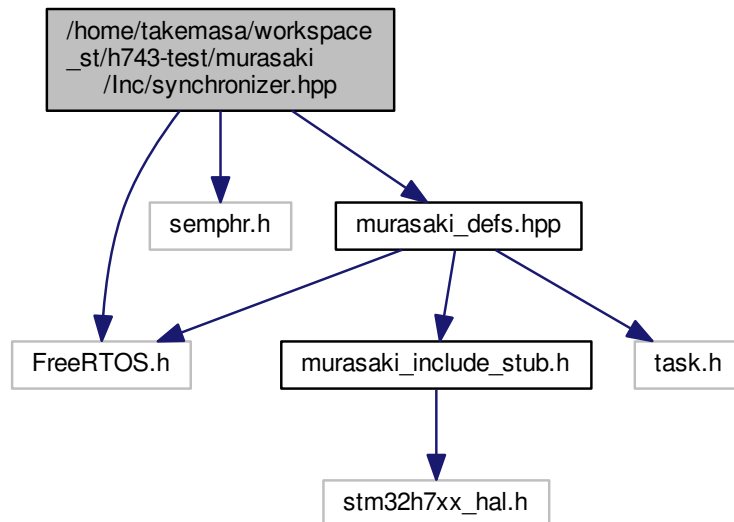 /home/takemasa/workspace
_st/h743-test/murasaki
/Inc/synchronizer.hpp
semphr.h
murasaki_defs.hpp
FreeRTOS.h
murasaki_include_stub.h
task.h
stm32h7xx_hal.h